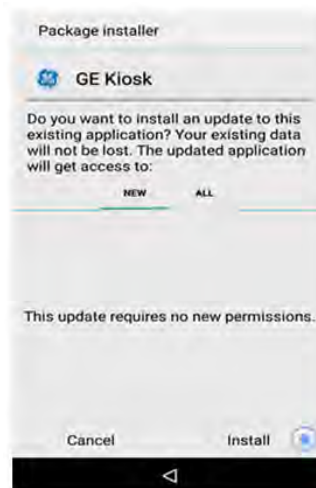 Package installer
GE Kiosk
Do you want to install an update to this
existing application? Your existing data
will not be lost. The updated application
will get access to:
NEW ALL
This update requires no new permissions.
Cancel Install